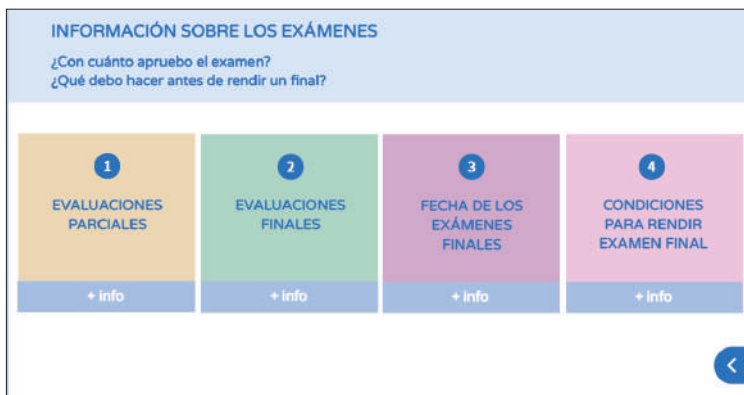 INFORMACIÓN SOBRE LOS EXÁMENES
¿Con cuánto apruebo el examen?
¿Qué debo hacer antes de rendir un final?
1
EVALUACIONES
PARCIALES
+ info
2
EVALUACIONES
FINALES
+ info
3
FECHA DE LOS
EXÁMENES
FINALES
+ info
4
CONDICIONES
PARA RENDIR
EXAMEN FINAL
+ info